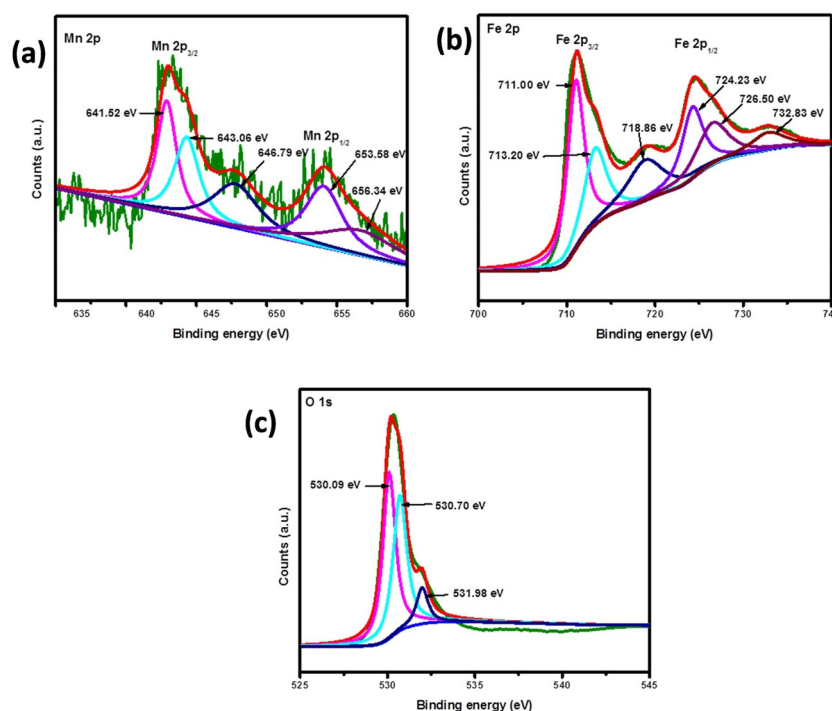 (a)
Mn 2p
Mn 2p3/2
641.52 eV
643.06 eV
646.79 eV
Mn 2p1/2
653.58 eV
656.34 eV
Counts (a.u.)
635 640 645 650 655 660
Binding energy (eV)
(b)
Fe 2p
Fe 2p3/2
Fe 2p1/2
711.00 eV
713.20 eV
718.86 eV
724.23 eV
726.50 eV
732.83 eV
Counts (a.u.)
700 710 720 730 740
Binding energy (eV)
(c)
O 1s
530.09 eV
530.70 eV
531.98 eV
Counts (a.u.)
525 530 535 540 545
Binding energy (eV)